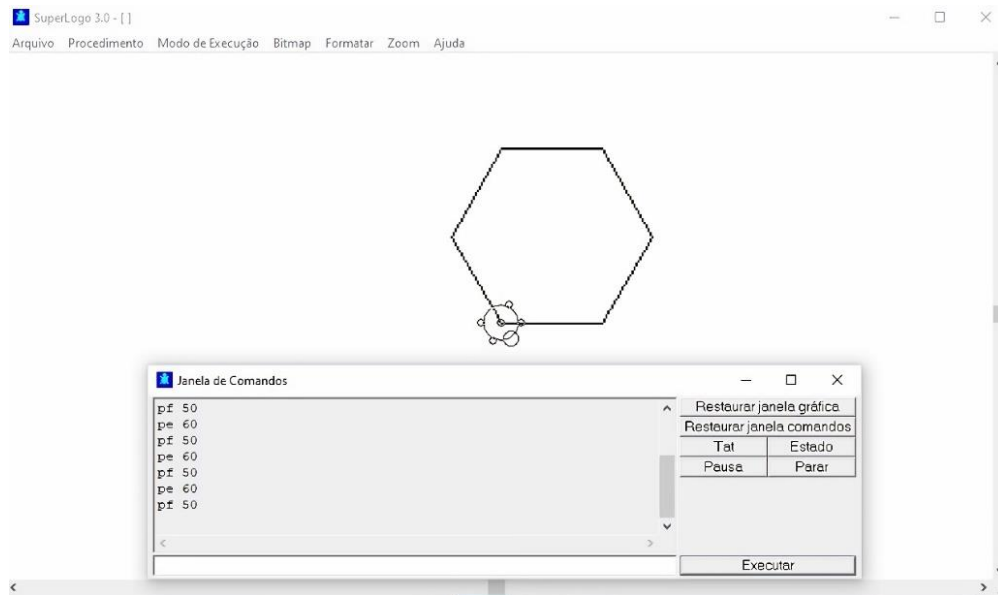 SuperLogo 3.0 - [ ]
Arquivo Procedimento Modo de Execução Bitmap Formatar Zoom Ajuda
Janela de Comandos
pf 50
pe 60
pf 50
pe 60
pf 50
pe 60
pf 50
Restaurar janela gráfica
Restaurar janela comandos
Tat Estado
Pausa Parar
Executar